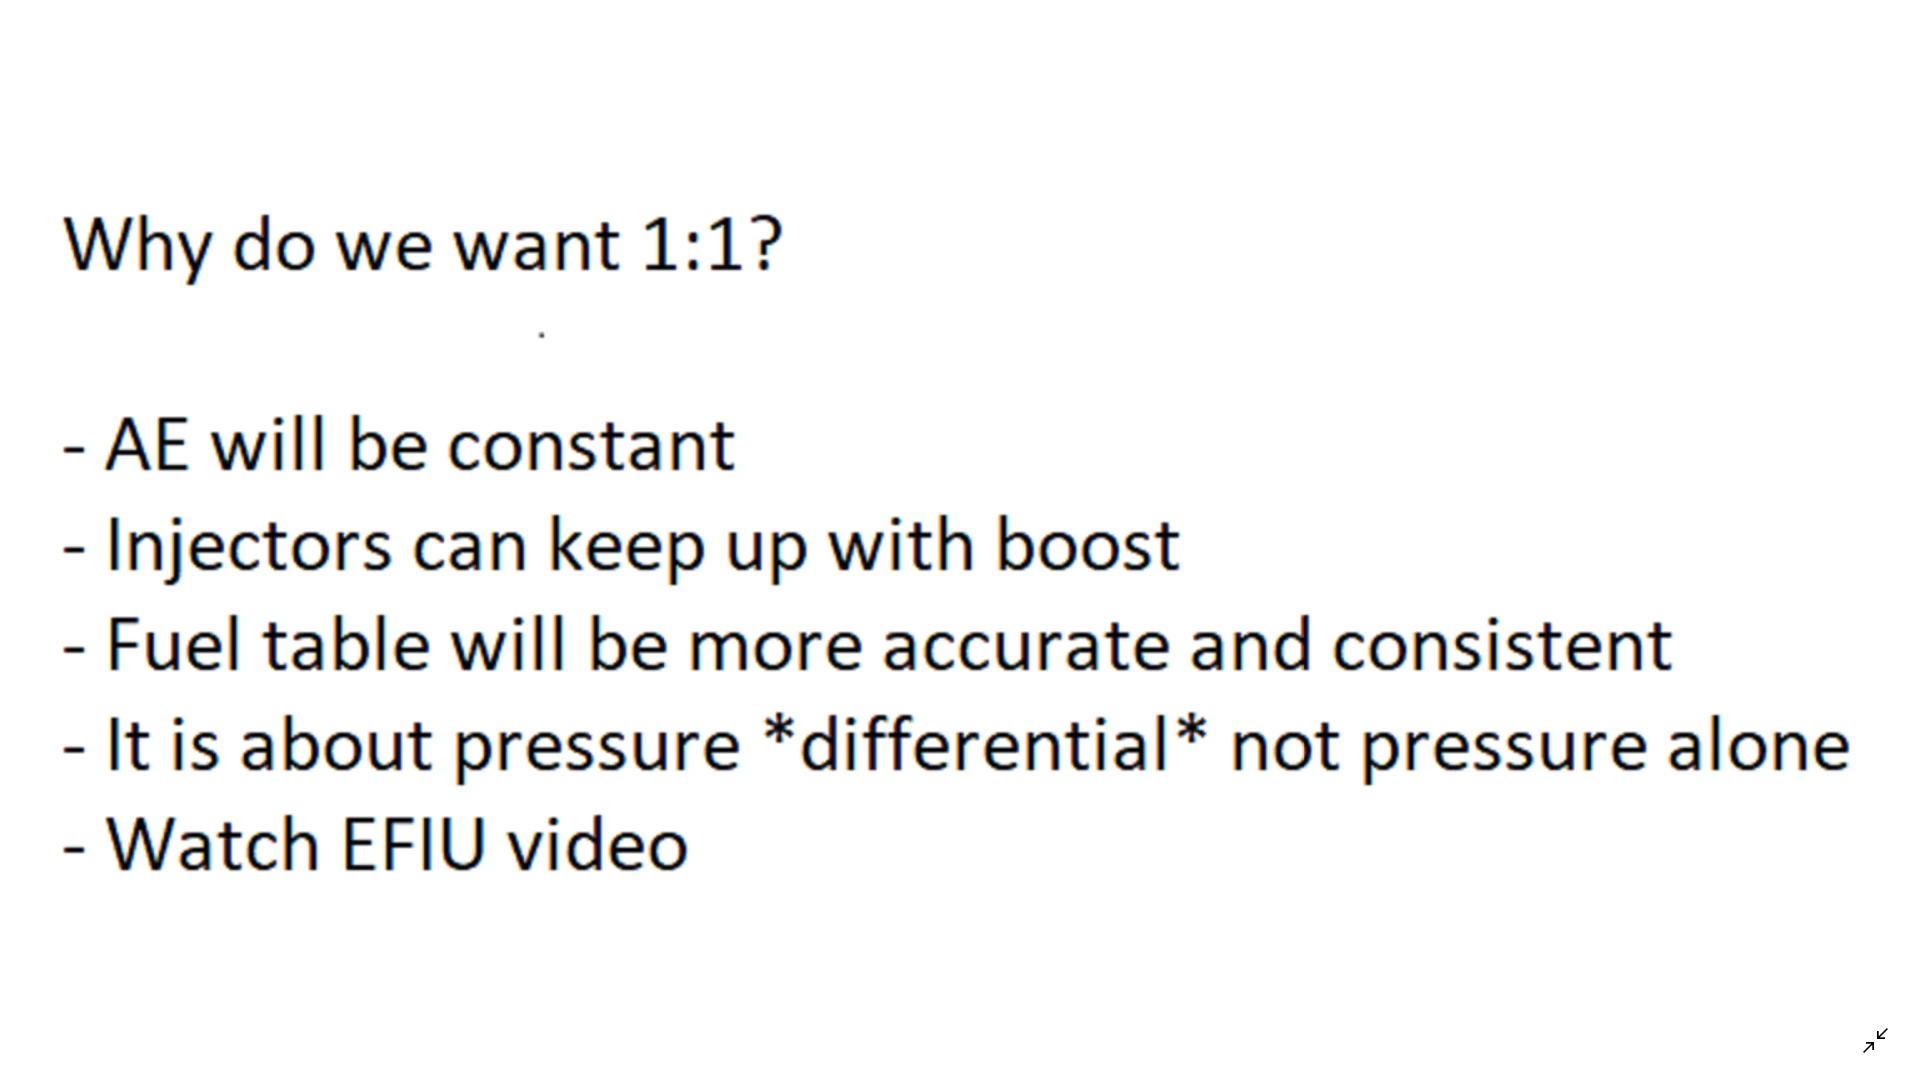 Why do we want 1:1?
- AE will be constant
- Injectors can keep up with boost
- Fuel table will be more accurate and consistent
- It is about pressure *differential* not pressure alone
- Watch EFIU video